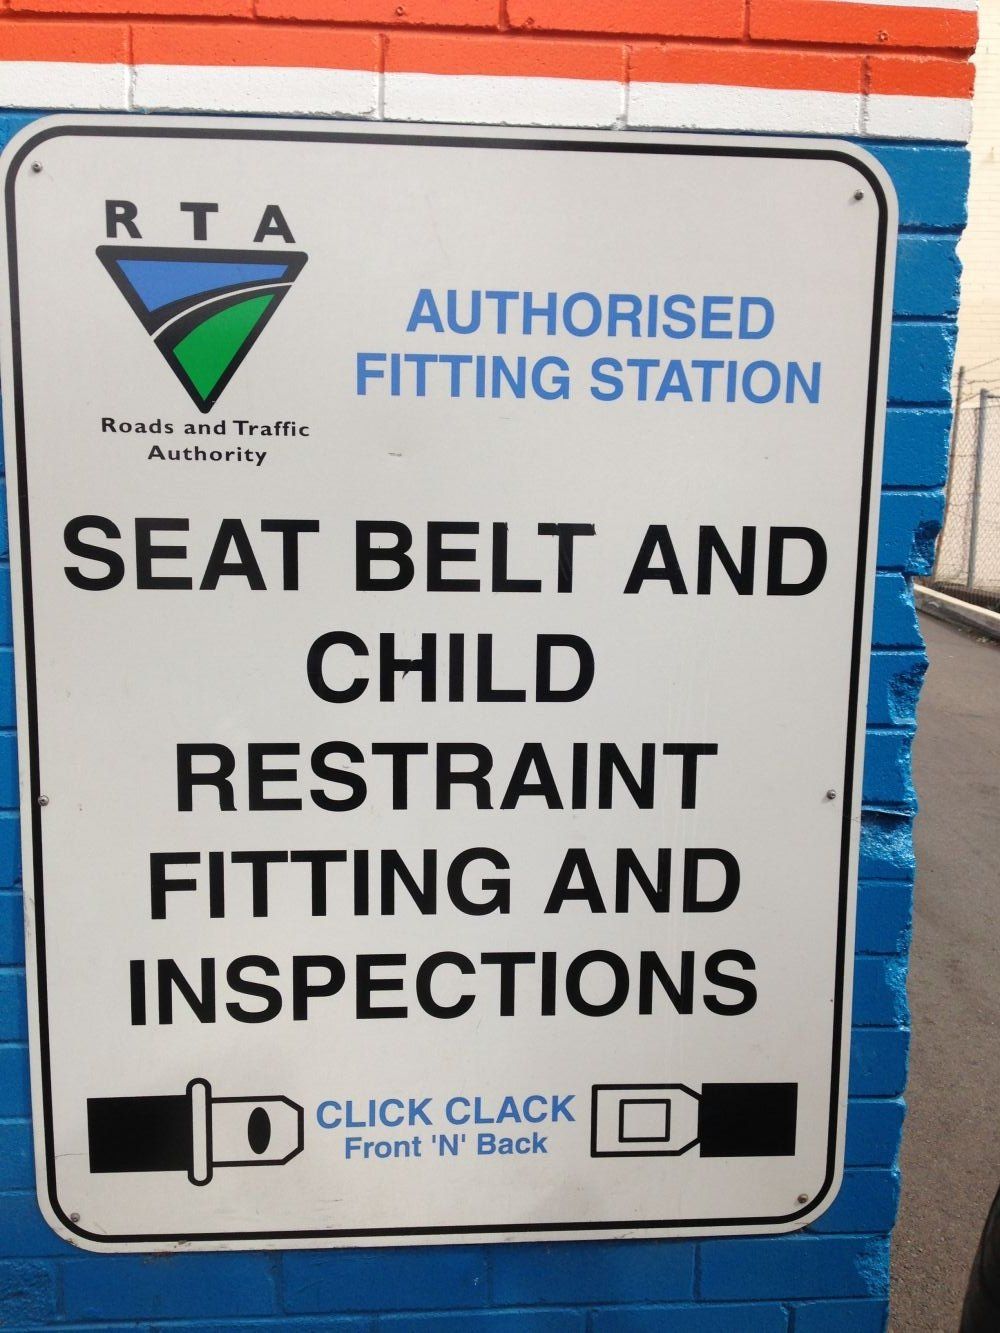 R T A
Roads and Traffic
Authority
AUTHORISED
FITTING STATION
SEAT BELT AND
CHILD
RESTRAINT
FITTING AND
INSPECTIONS
CLICK CLACK
Front 'N' Back